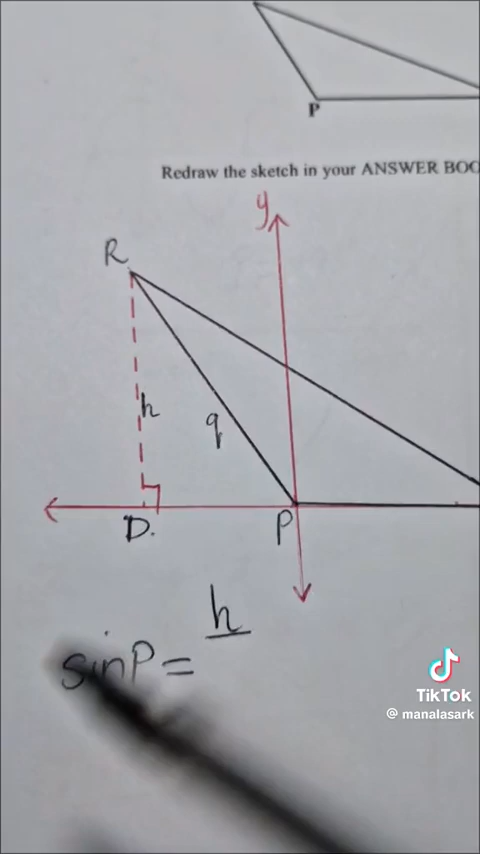 P
Redraw the sketch in your ANSWER BOO
y
R
h
q
D.
P
h
sinP =
TikTok
@ manalasark